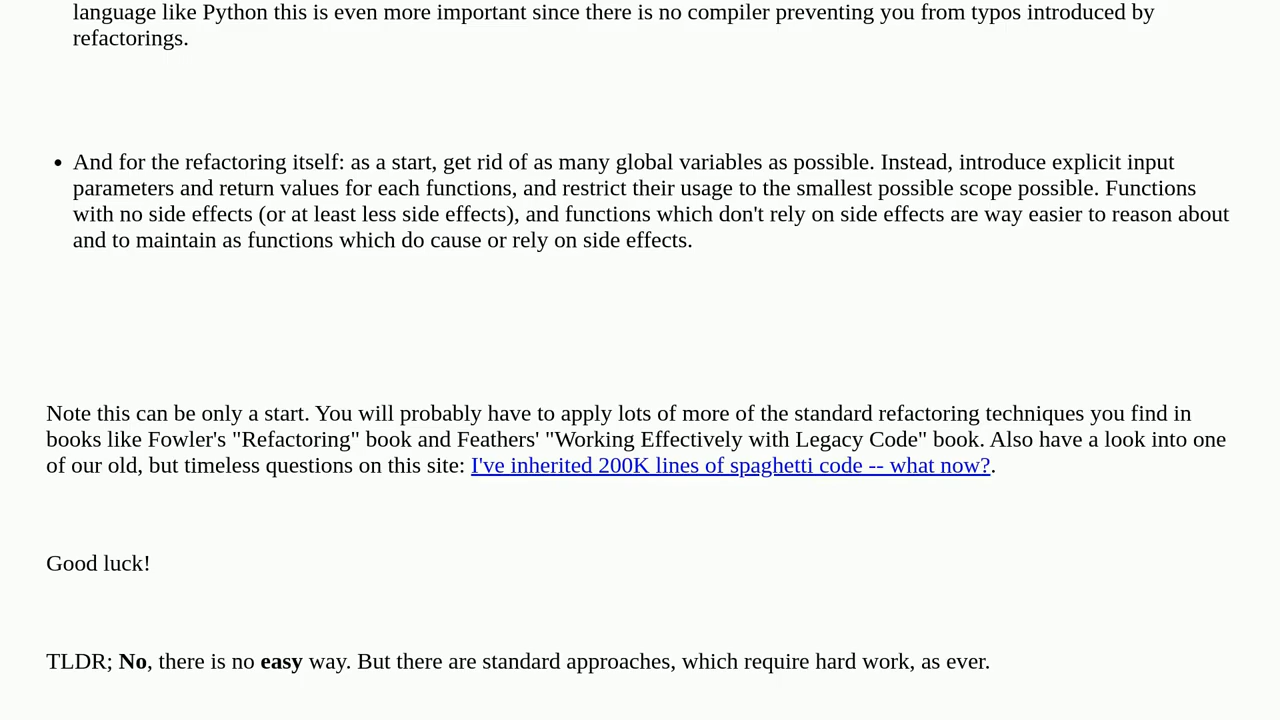 language like Python this is even more important since there is no compiler preventing you from typos introduced by
refactorings.
• And for the refactoring itself: as a start, get rid of as many global variables as possible. Instead, introduce explicit input
parameters and return values for each functions, and restrict their usage to the smallest possible scope possible. Functions
with no side effects (or at least less side effects), and functions which don't rely on side effects are way easier to reason about
and to maintain as functions which do cause or rely on side effects.
Note this can be only a start. You will probably have to apply lots of more of the standard refactoring techniques you find in
books like Fowler's "Refactoring" book and Feathers' "Working Effectively with Legacy Code" book. Also have a look into one
of our old, but timeless questions on this site: I've inherited 200K lines of spaghetti code -- what now?.
Good luck!
TLDR; No, there is no easy way. But there are standard approaches, which require hard work, as ever.